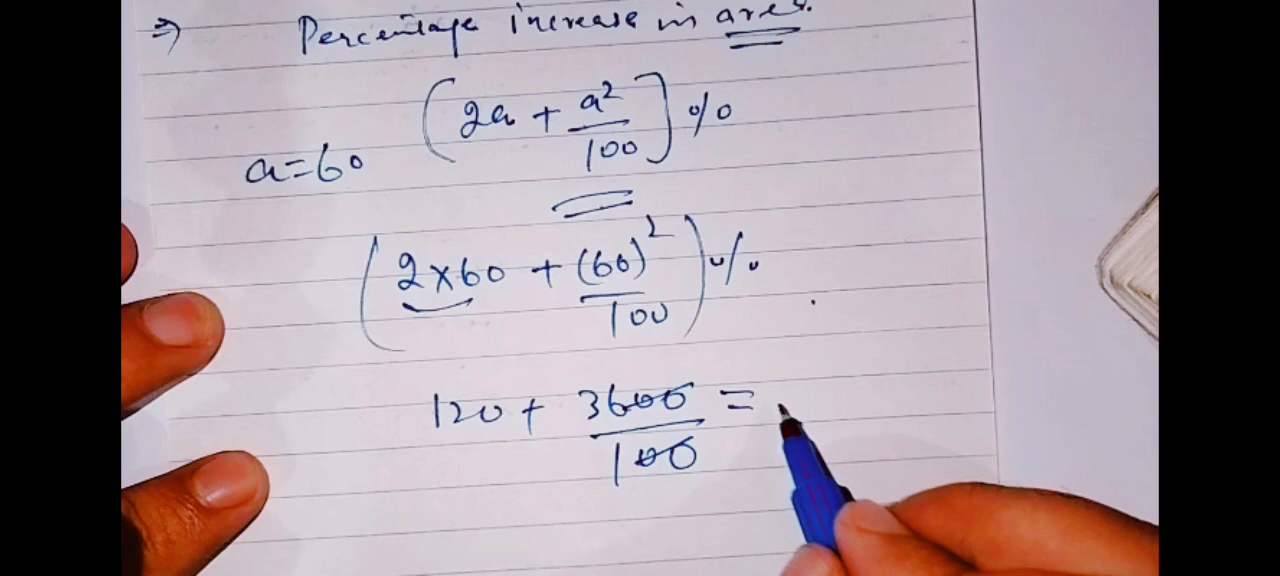 ⇒ Percentage increase in area.
(2a + a²/100)%
a=60
(2×60 + (60)²/100)%
120 + 3600/100 =